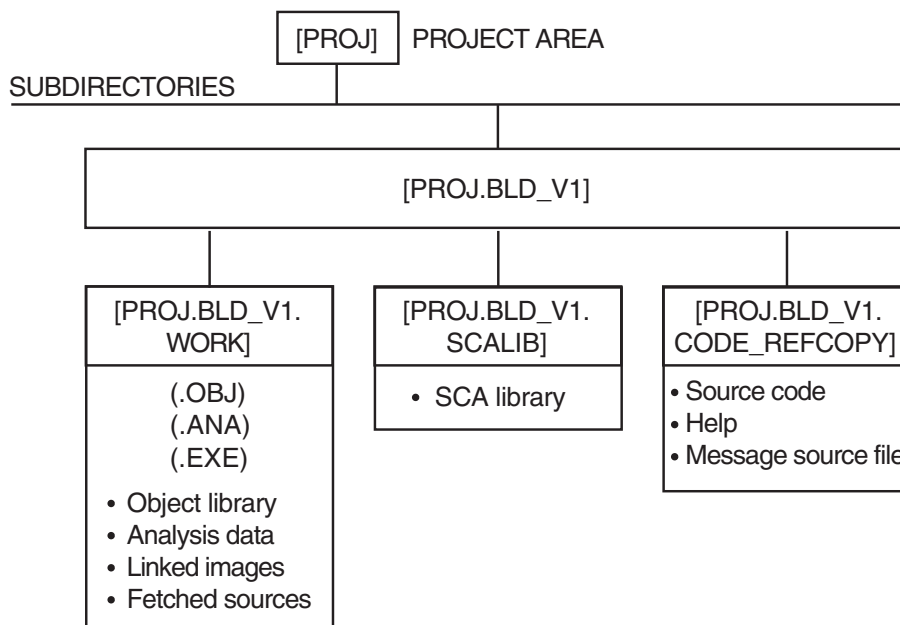 [PROJ] PROJECT AREA
SUBDIRECTORIES
[PROJ.BLD_V1]
[PROJ.BLD_V1.
WORK]
(.OBJ)
(.ANA)
(.EXE)
• Object library
• Analysis data
• Linked images
• Fetched sources
[PROJ.BLD_V1.
SCALIB]
• SCA library
[PROJ.BLD_V1.
CODE_REFCOPY]
• Source code
• Help
• Message source file